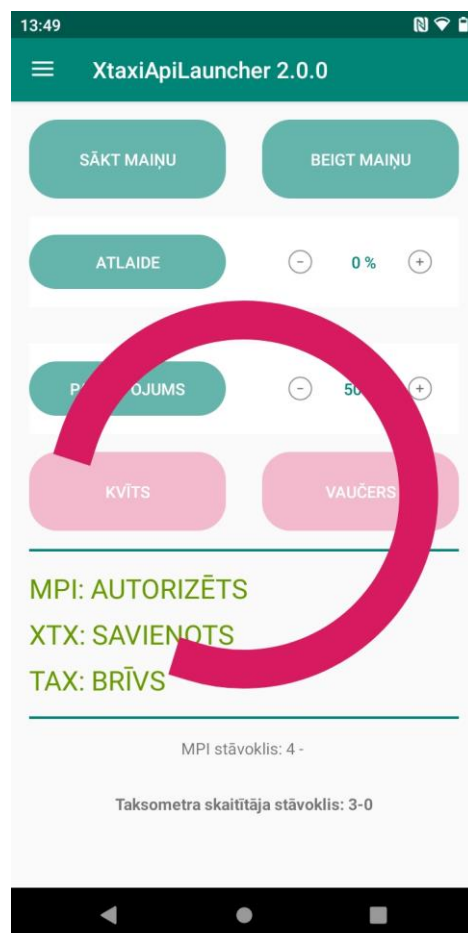 13:49
XtaxiApiLauncher 2.0.0
SĀKT MAIŅU BEIGT MAIŅU
ATLAIDE - 0 % +
- +
KVĪTS VAUČERS
MPI: AUTORIZĒTS
XTX: SAVIENOTS
TAX: BRĪVS
MPI stāvoklis: 4 -
Taksometra skaitītāja stāvoklis: 3-0